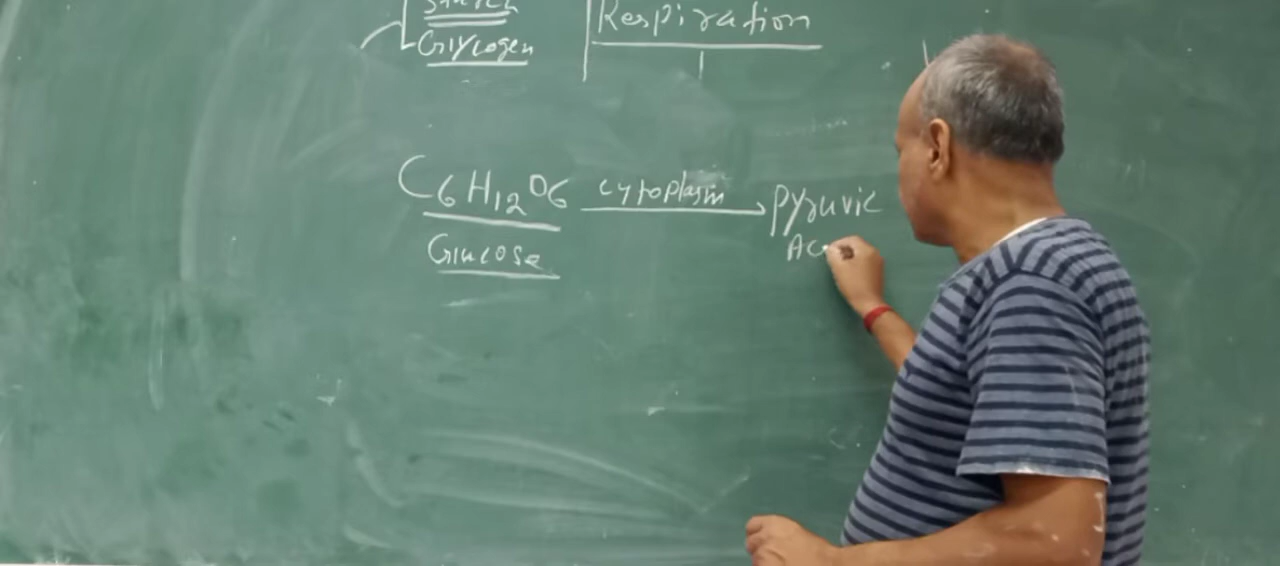 Starch
Glycogen
Respiration
C6H12O6 cytoplasm Pyruvic
Glucose Ac